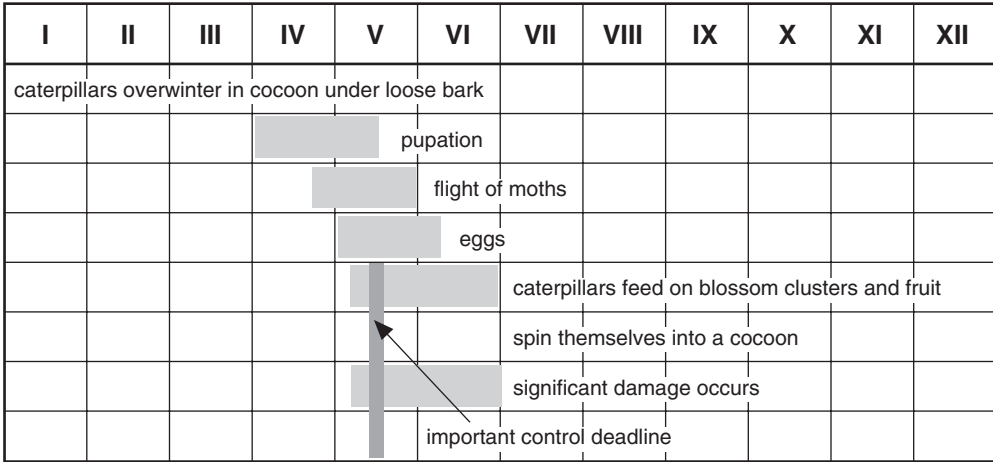 I II III IV V VI VII VIII IX X XI XII
caterpillars overwinter in cocoon under loose bark
pupation
flight of moths
eggs
caterpillars feed on blossom clusters and fruit
spin themselves into a cocoon
significant damage occurs
important control deadline